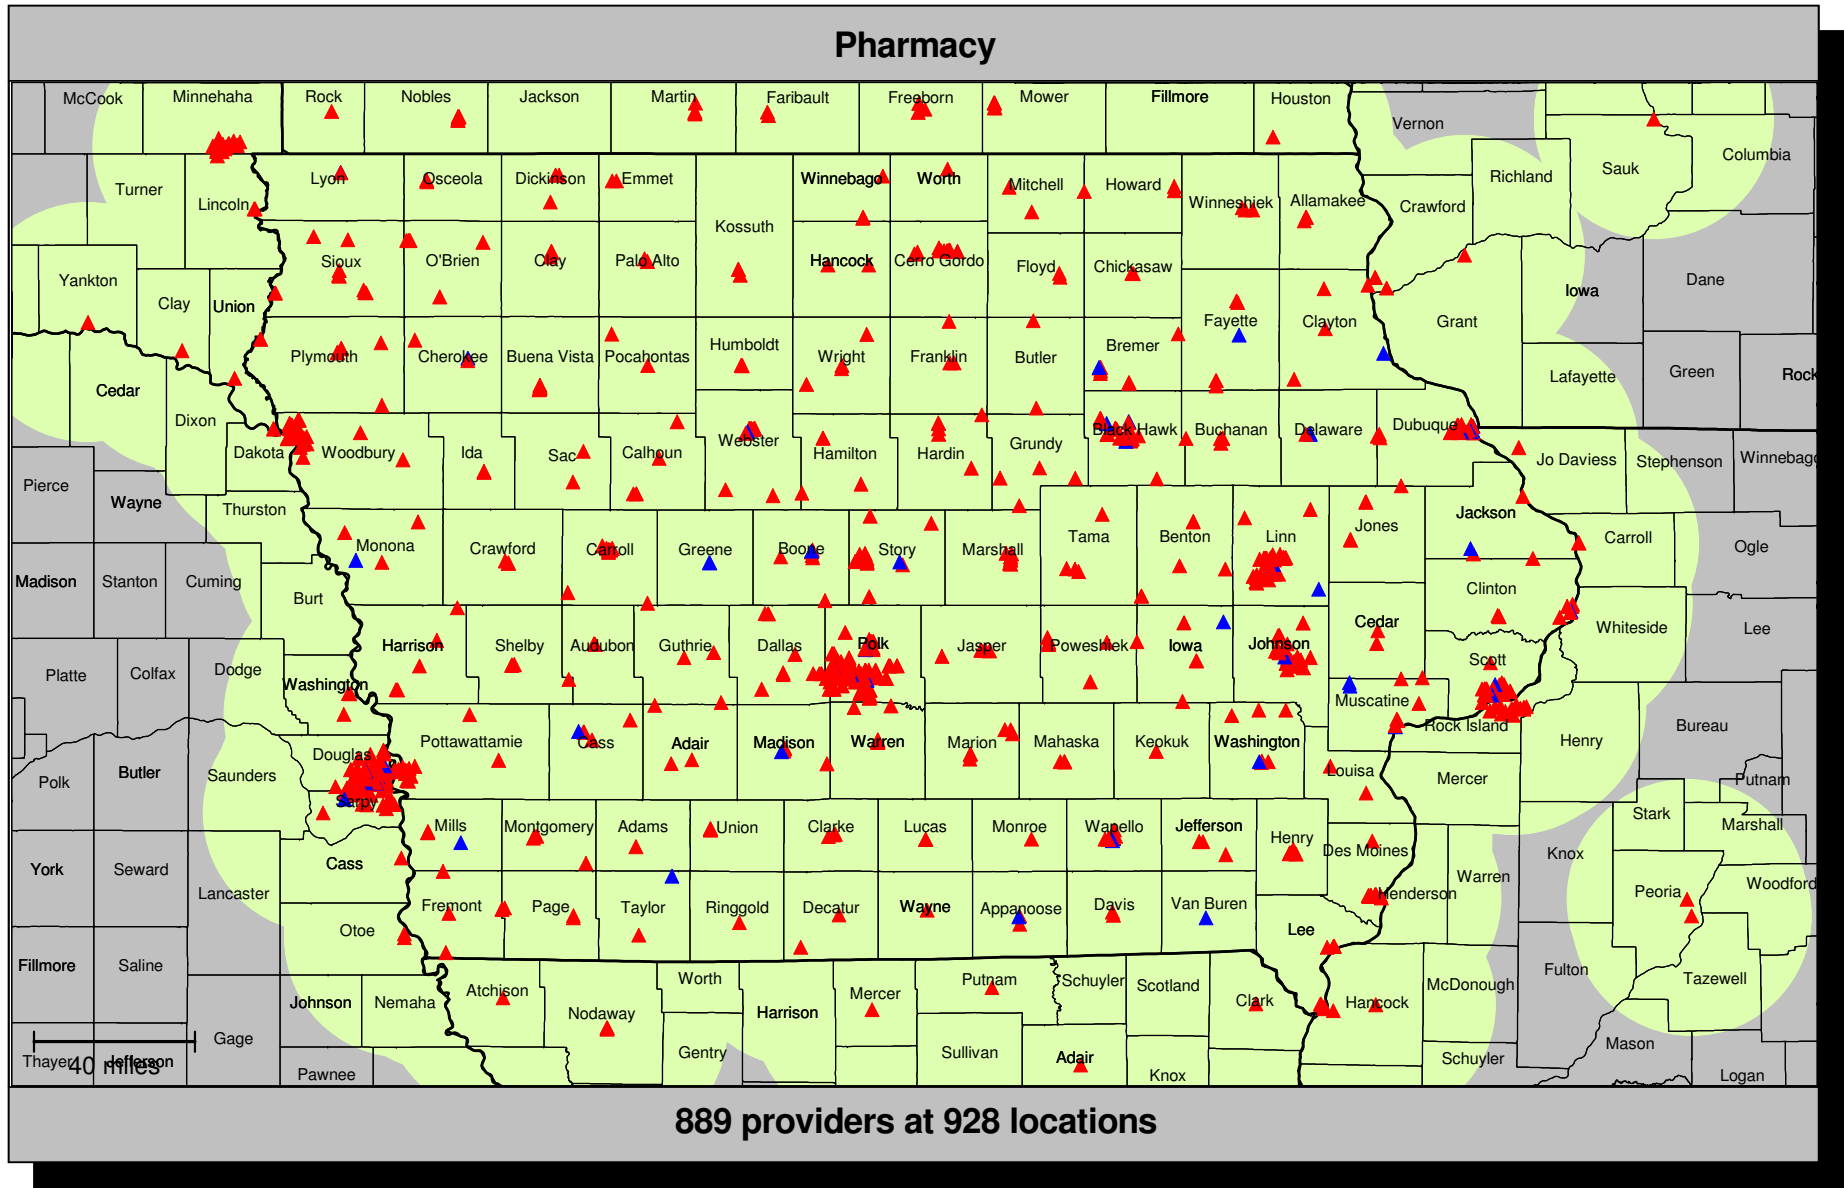 Pharmacy
McCook Minnehaha Rock Nobles Jackson Martin Faribault Freeborn Mower Fillmore Houston
Vernon
Columbia
Sauk
Richland
Turner Lyon Osceola Dickinson Emmet Winnebago Worth Mitchell Howard
Lincoln Winneshiek Allamakee Crawford
Kossuth
Yankton Sioux O'Brien Clay Palo Alto Hancock Cerro Gordo Floyd Chickasaw Dane
Clay Union Iowa
Fayette Clayton Grant
Plymouth Cherokee Buena Vista Pocahontas Humboldt Wright Franklin Butler Bremer
Cedar Lafayette Green Rock
Dixon
Dakota Woodbury Ida Sac Calhoun Webster Hamilton Hardin Grundy Black Hawk Buchanan Delaware Dubuque
Pierce Jo Daviess Stephenson Winnebago
Wayne Thurston Jackson
Monona Crawford Carroll Greene Boone Story Marshall Tama Benton Linn Jones Carroll Ogle
Madison Stanton Cuming
Burt Clinton
Whiteside Lee
Harrison Shelby Audubon Guthrie Dallas Polk Jasper Poweshiek Iowa Johnson Cedar
Platte Colfax Dodge Scott
Washington Muscatine
Rock Island Bureau
Pottawattamie Cass Adair Madison Warren Marion Mahaska Keokuk Washington Henry
Douglas
Polk Butler Saunders Louisa Mercer Putnam
Sarpy
Mills Montgomery Adams Union Clarke Lucas Monroe Wapello Jefferson Henry Stark Marshall
Des Moines Knox
York Seward Cass Warren Woodford
Lancaster Henderson Peoria
Fremont Page Taylor Ringgold Decatur Wayne Appanoose Davis Van Buren
Otoe Lee
Fillmore Saline Fulton
Worth Putnam Schuyler Scotland McDonough Tazewell
Johnson Nemaha Atchison Mercer Clark Hancock
Nodaway Harrison
Gage Gentry Sullivan Adair Schuyler Mason
Thayer Jefferson
40 miles
Pawnee Knox Logan
889 providers at 928 locations